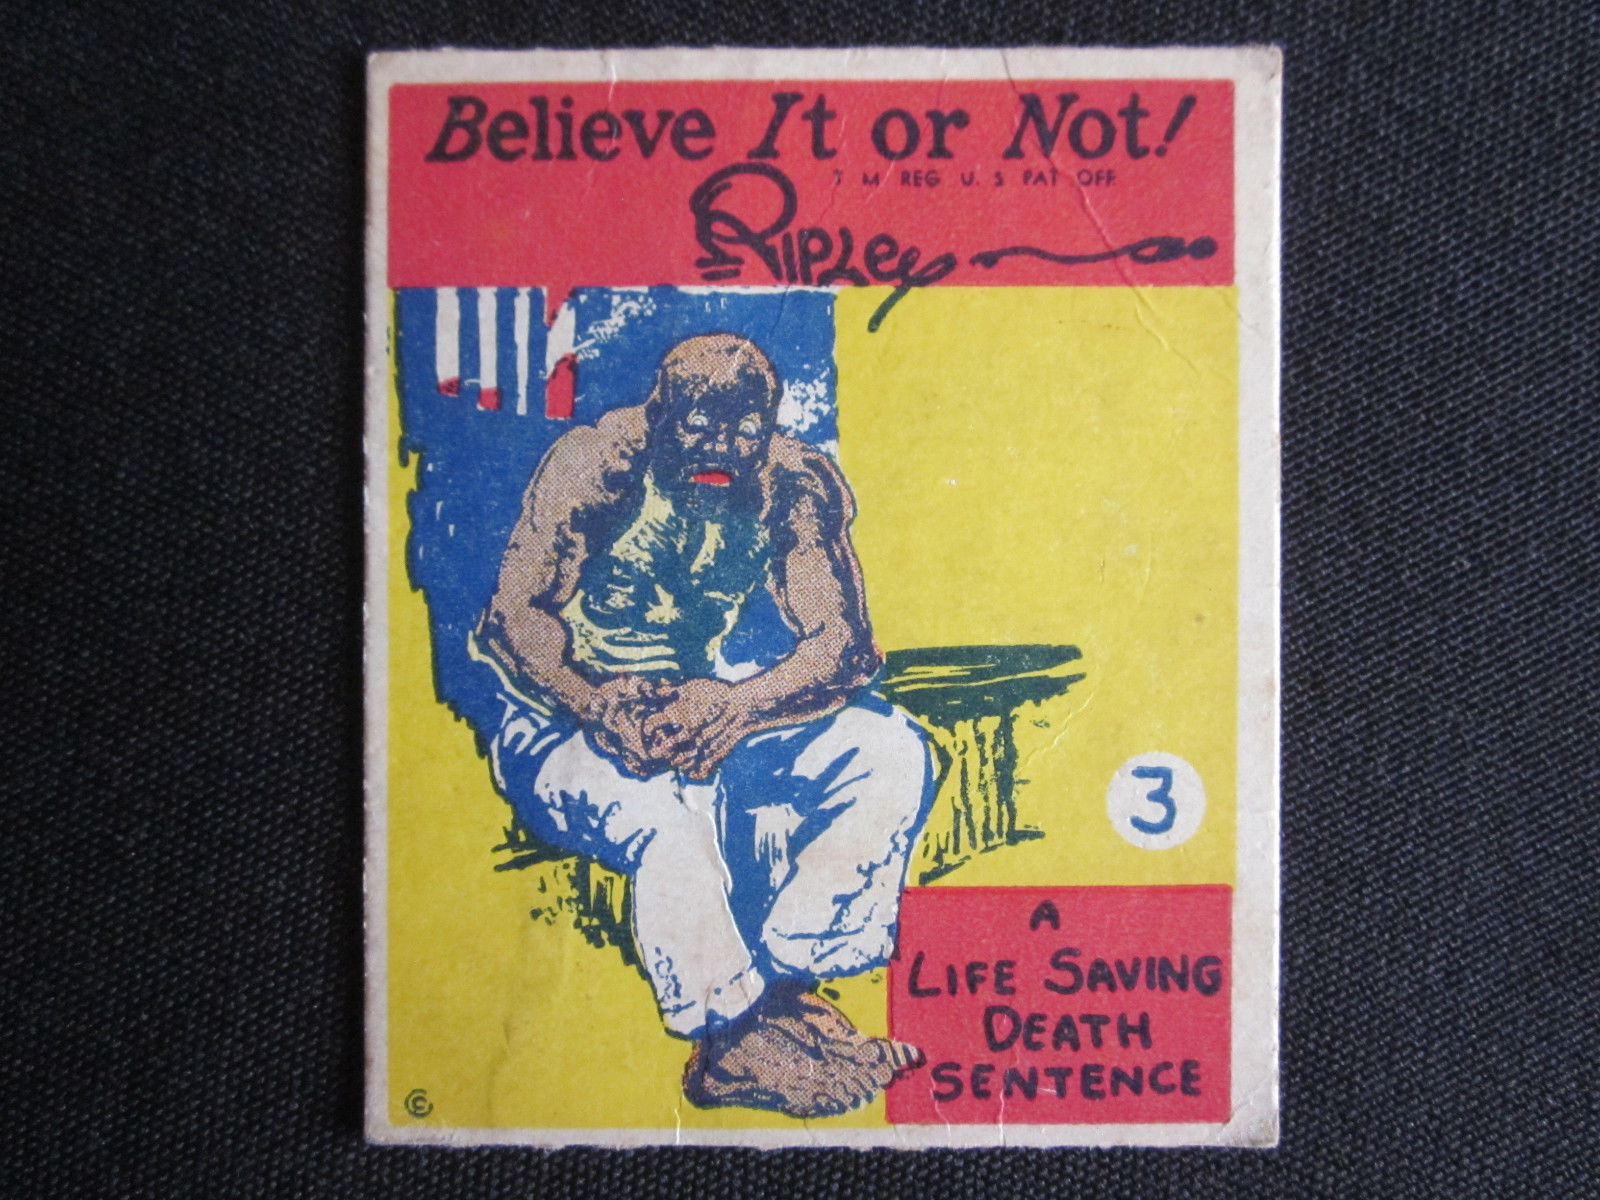 Believe It or Not!
T M REG U. S PAT OFF.
Ripley
3
A
LIFE SAVING
DEATH
SENTENCE